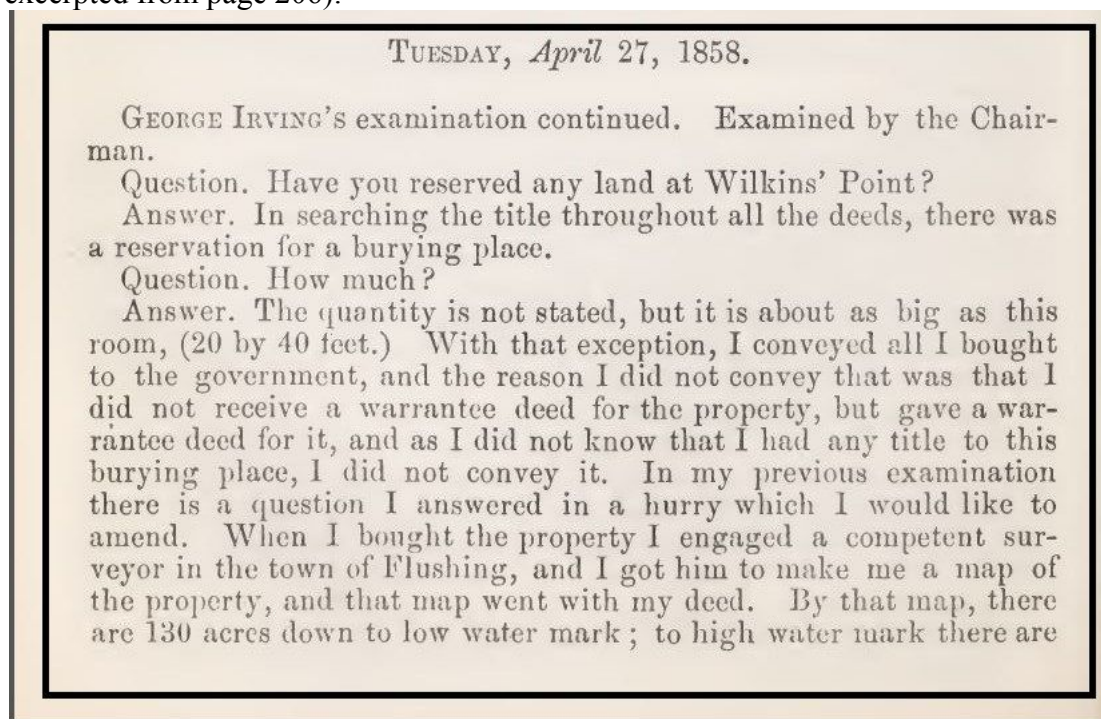 excerpted from page 206).
TUESDAY, April 27, 1858.
GEORGE IRVING'S examination continued. Examined by the Chair-
man.
Question. Have you reserved any land at Wilkins' Point?
Answer. In searching the title throughout all the deeds, there was
a reservation for a burying place.
Question. How much?
Answer. The quantity is not stated, but it is about as big as this
room, (20 by 40 feet.) With that exception, I conveyed all I bought
to the government, and the reason I did not convey that was that I
did not receive a warrantee deed for the property, but gave a war-
rantee deed for it, and as I did not know that I had any title to this
burying place, I did not convey it. In my previous examination
there is a question I answered in a hurry which I would like to
amend. When I bought the property I engaged a competent sur-
veyor in the town of Flushing, and I got him to make me a map of
the property, and that map went with my deed. By that map, there
are 130 acres down to low water mark; to high water mark there are